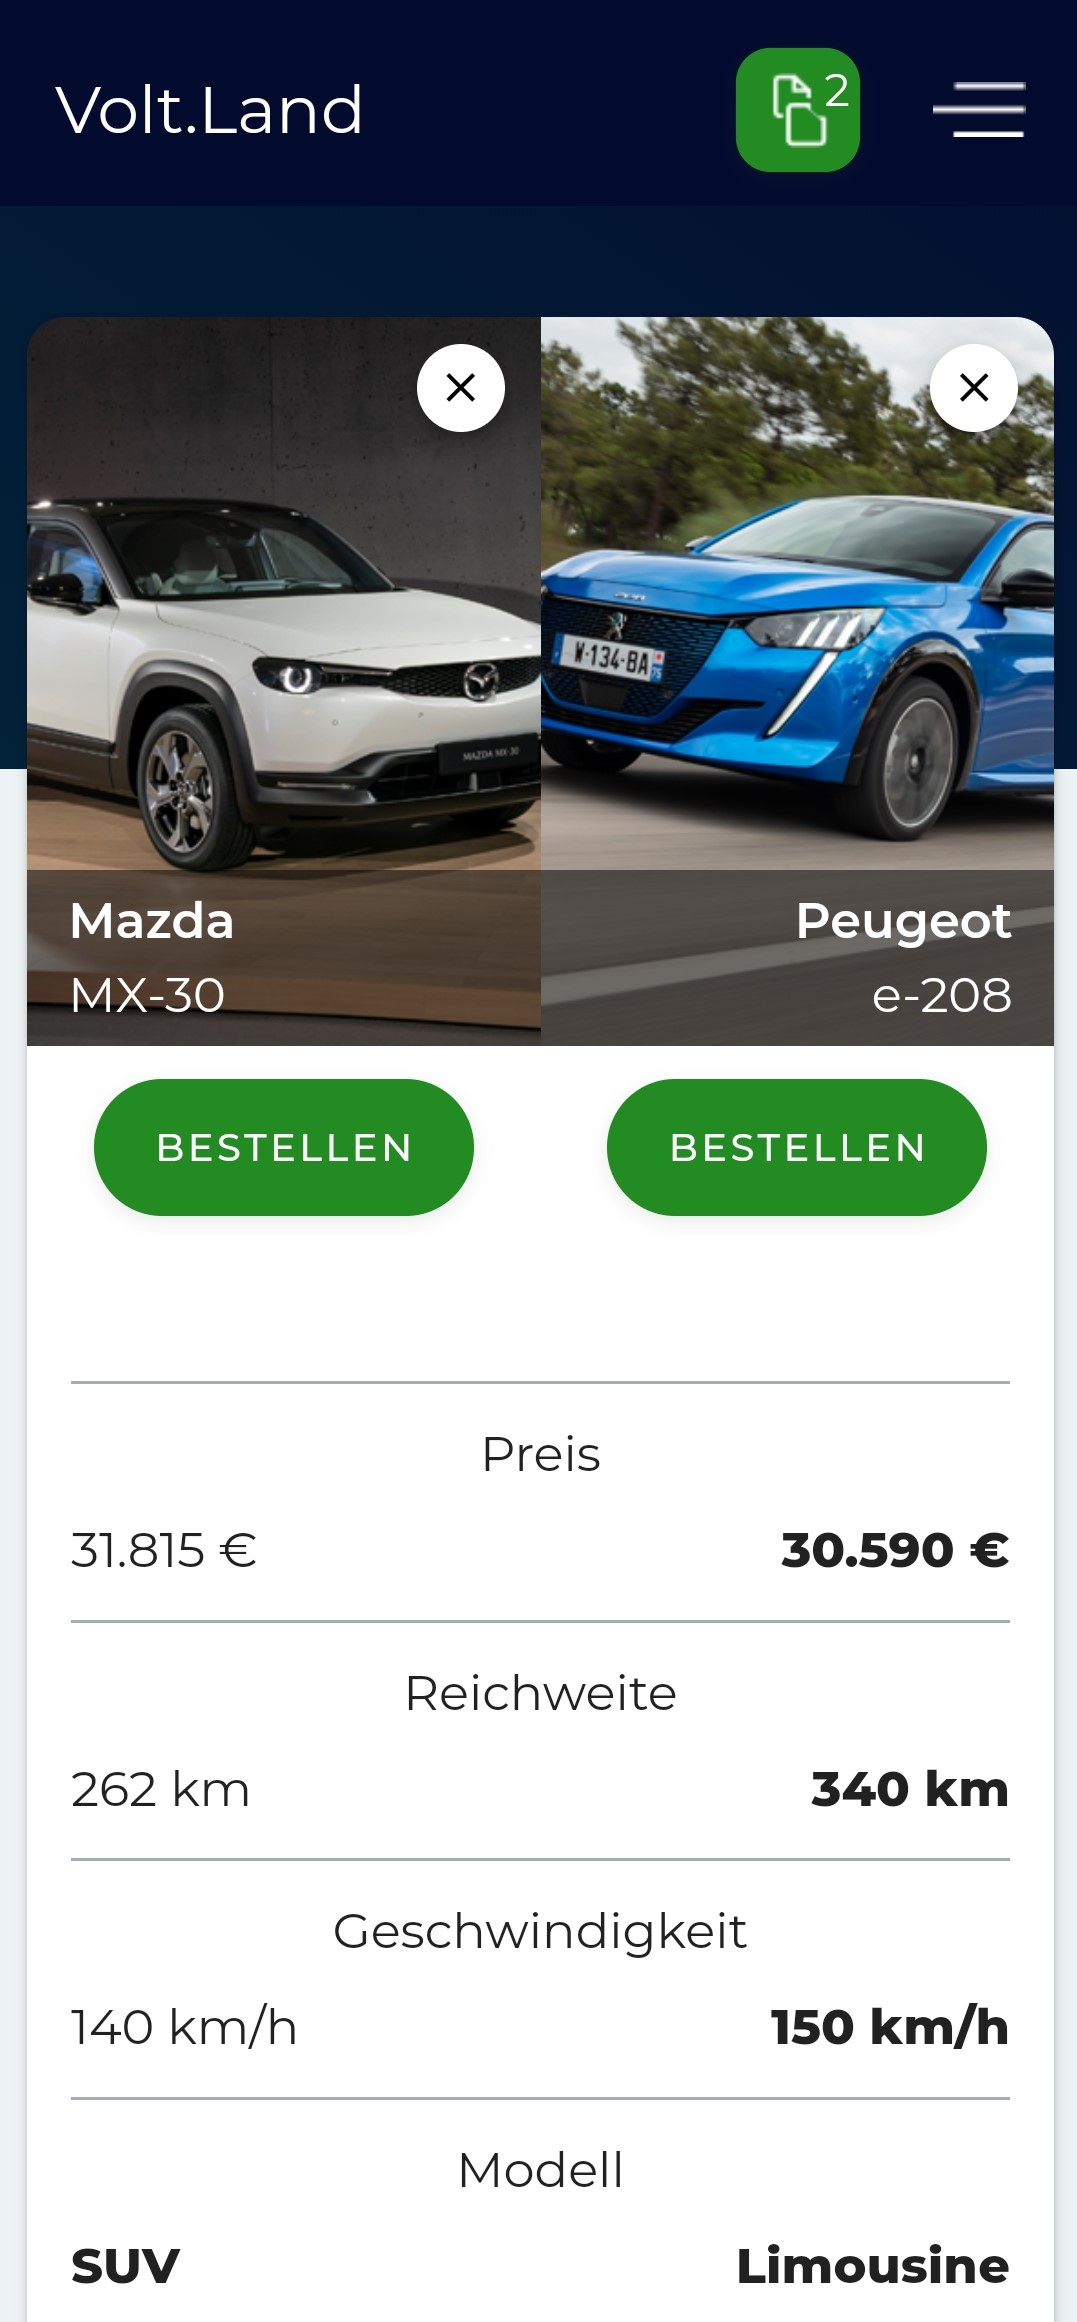 Volt.Land
2
W-134-BA
MAZDA MX-30
Mazda
MX-30
Peugeot
e-208
BESTELLEN
BESTELLEN
Preis
31.815 €
30.590 €
Reichweite
262 km
340 km
Geschwindigkeit
140 km/h
150 km/h
Modell
SUV
Limousine